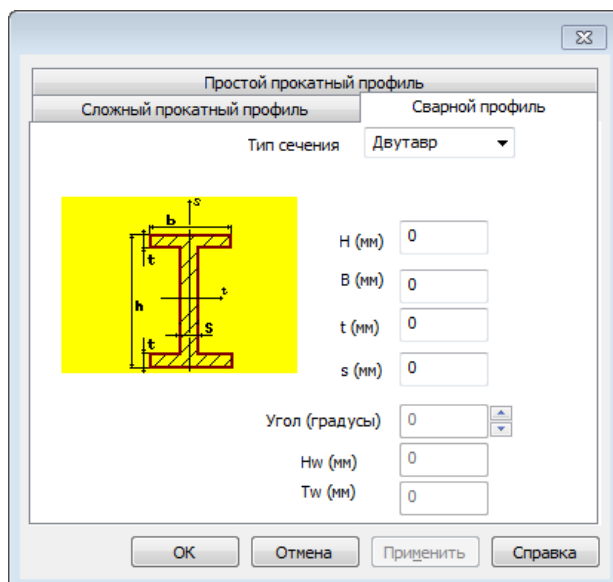 Простой прокатный профиль
Сложный прокатный профиль
Сварной профиль
Тип сечения
Двутавр
s
b
t
h
t
S
t
H (мм)
0
B (мм)
0
t (мм)
0
s (мм)
0
Угол (градусы)
0
Hw (мм)
0
Tw (мм)
0
ОК
Отмена
Применить
Справка